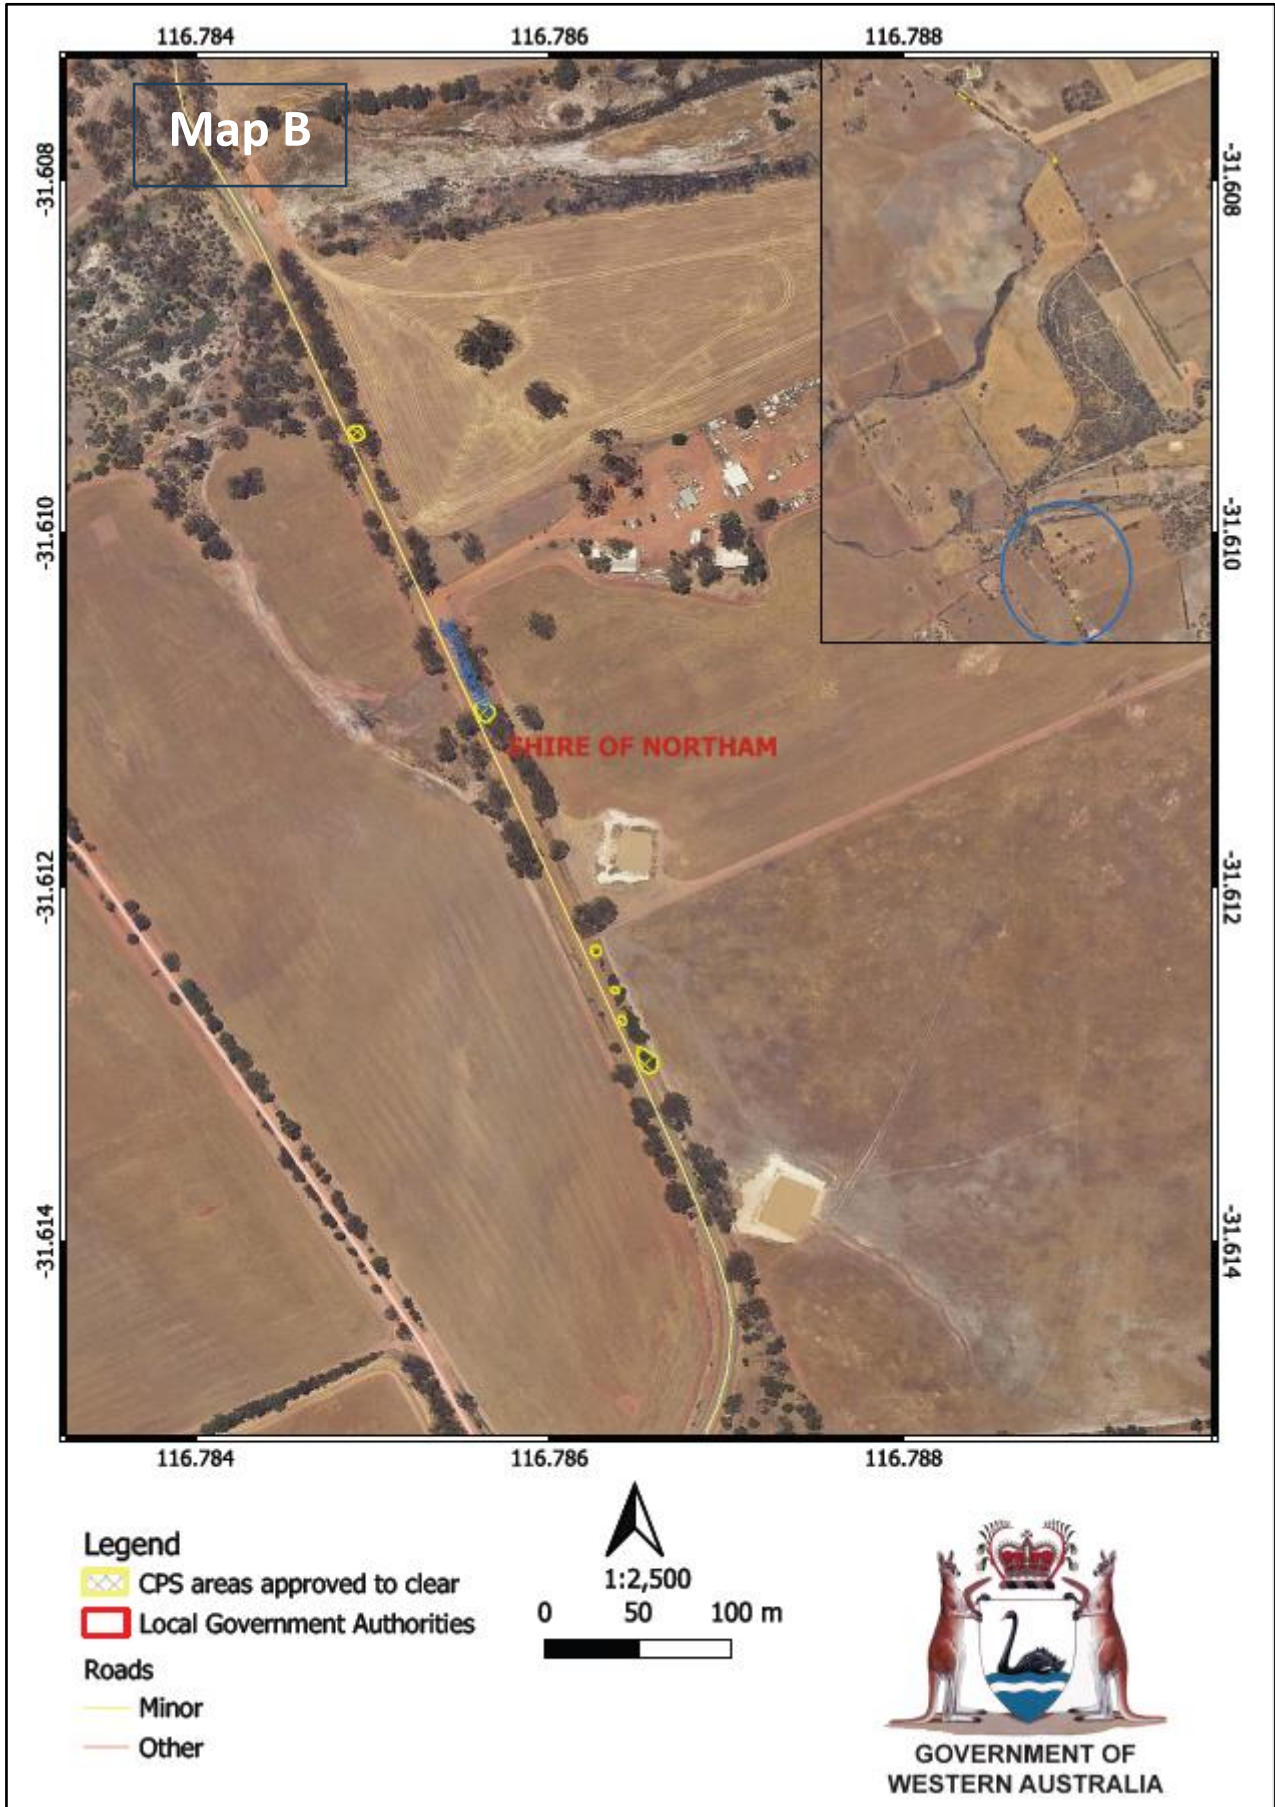 116.784 116.786 116.788
Map B
-31.608 -31.608
-31.610 -31.610
SHIRE OF NORTHAM
-31.612 -31.612
-31.614 -31.614
116.784 116.786 116.788
Legend
CPS areas approved to clear
Local Government Authorities
Roads
Minor
Other
1:2,500
0 50 100 m
GOVERNMENT OF
WESTERN AUSTRALIA